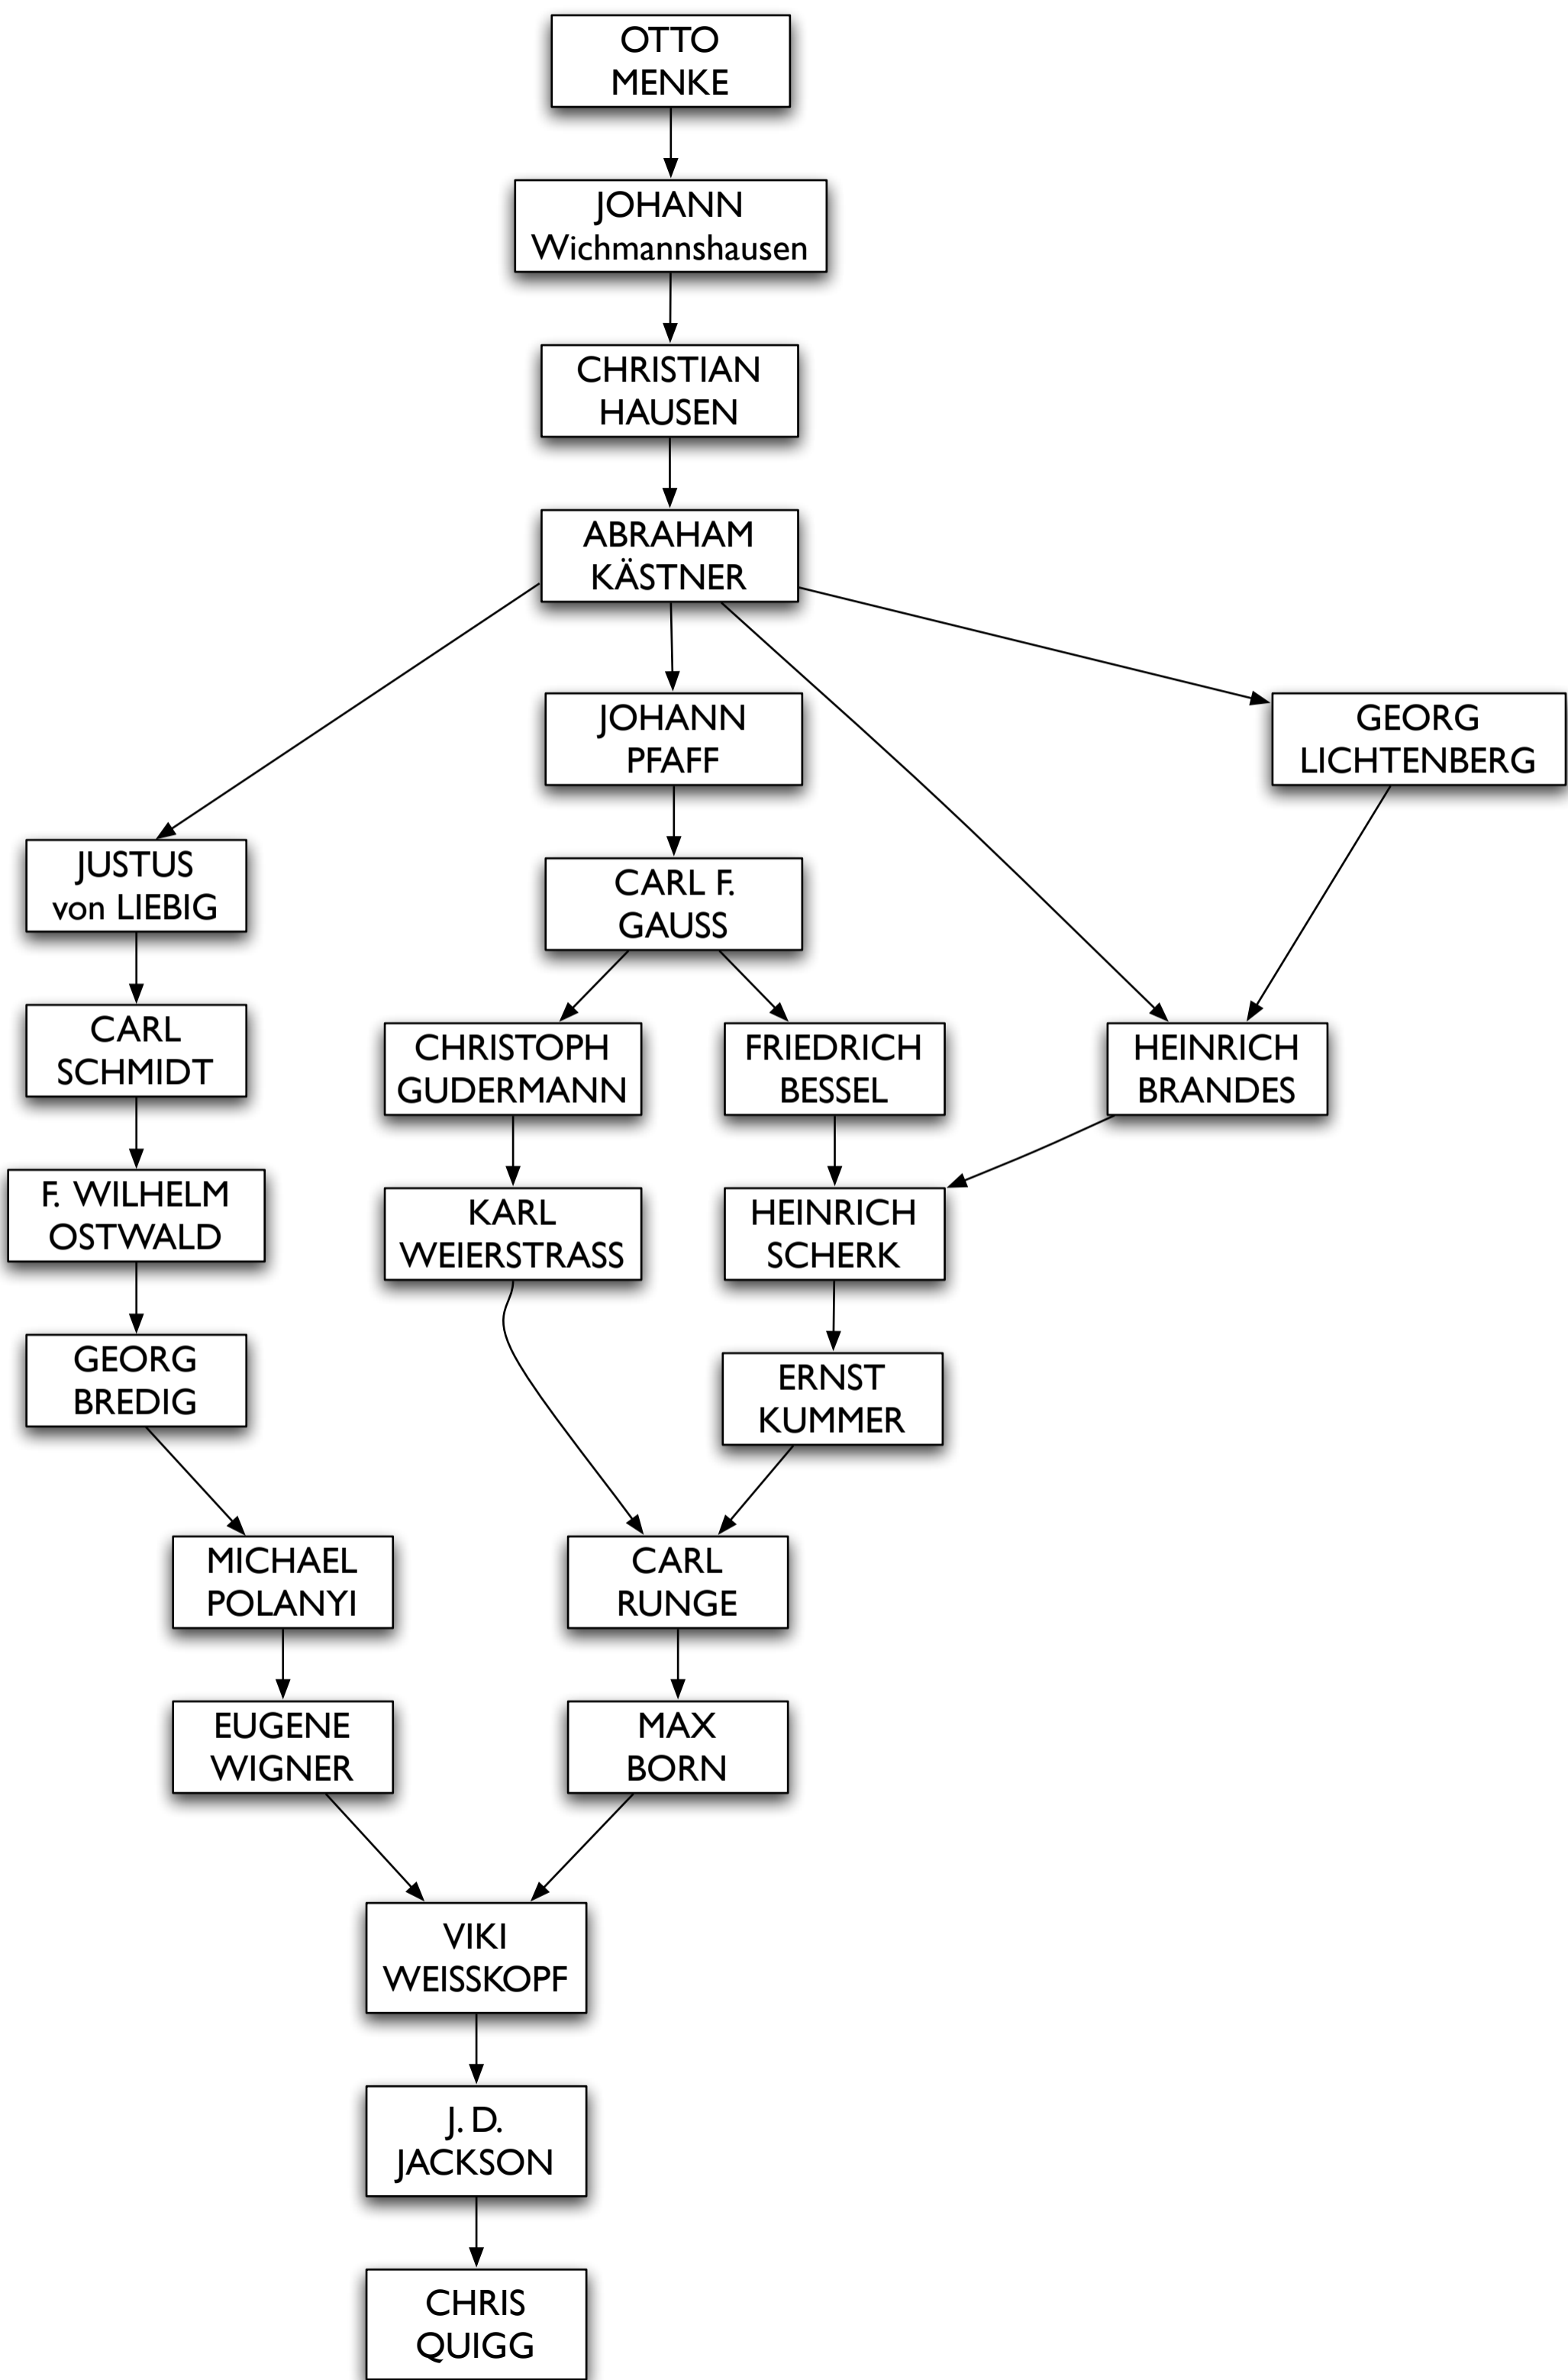 OTTO
MENKE
JOHANN
Wichmannshausen
CHRISTIAN
HAUSEN
ABRAHAM
KÄSTNER
JOHANN
PFAFF
GEORG
LICHTENBERG
JUSTUS
von LIEBIG
CARL F.
GAUSS
CARL
SCHMIDT
CHRISTOPH
GUDERMANN
FRIEDRICH
BESSEL
HEINRICH
BRANDES
F. WILHELM
OSTWALD
KARL
WEIERSTRASS
HEINRICH
SCHERK
GEORG
BREDIG
ERNST
KUMMER
MICHAEL
POLANYI
CARL
RUNGE
EUGENE
WIGNER
MAX
BORN
VIKI
WEISSKOPF
J. D.
JACKSON
CHRIS
QUIGG